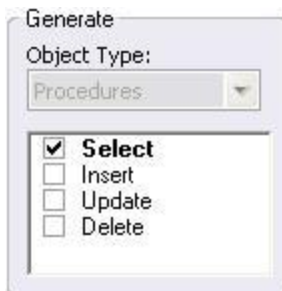 Generate
Object Type:
Procedures
Select
Insert
Update
Delete